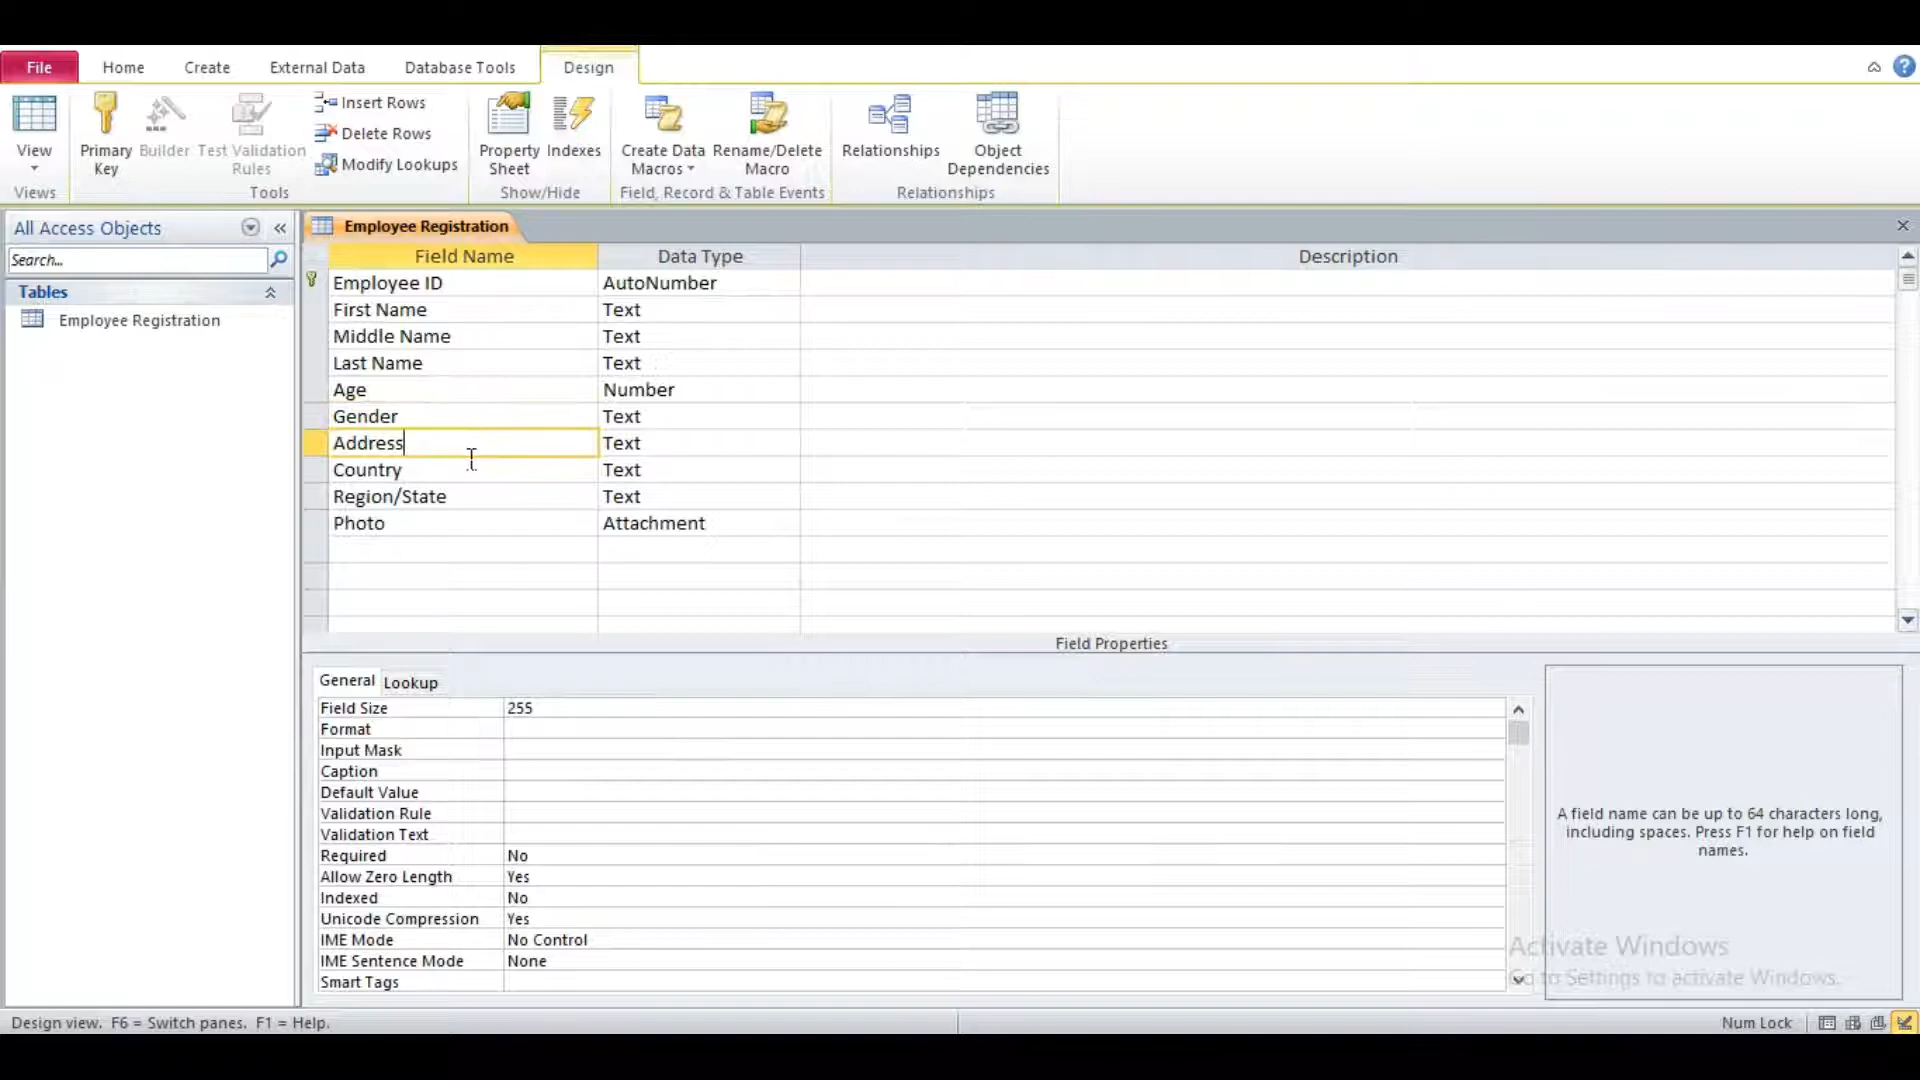 File Home Create External Data Database Tools Design
View
Views
Primary Key
Builder
Test Validation Rules
Insert Rows
Delete Rows
Modify Lookups
Tools
Property Sheet
Indexes
Show/Hide
Create Data Macros
Rename/Delete Macro
Field, Record & Table Events
Relationships
Object Dependencies
Relationships
All Access Objects
Search...
Tables
Employee Registration
Employee Registration
Field Name Data Type Description
Employee ID AutoNumber
First Name Text
Middle Name Text
Last Name Text
Age Number
Gender Text
Address Text
Country Text
Region/State Text
Photo Attachment
Field Properties
General Lookup
Field Size 255
Format
Input Mask
Caption
Default Value
Validation Rule
Validation Text
Required No
Allow Zero Length Yes
Indexed No
Unicode Compression Yes
IME Mode No Control
IME Sentence Mode None
Smart Tags
A field name can be up to 64 characters long,
including spaces. Press F1 for help on field
names.
Activate Windows
Go to Settings to activate Windows.
Design view. F6 = Switch panes. F1 = Help.
Num Lock